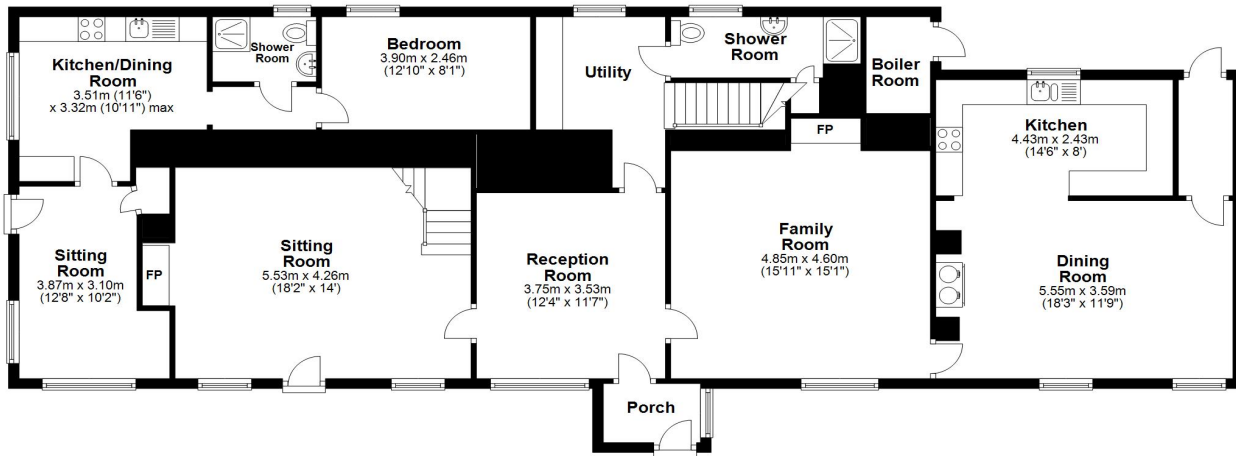 Kitchen/Dining
Room
3.51m (11'6")
x 3.32m (10'11") max
Shower
Room
Bedroom
3.90m x 2.46m
(12'10" x 8'1")
Utility
Shower
Room
Boiler
Room
Kitchen
4.43m x 2.43m
(14'6" x 8')
FP
Sitting
Room
3.87m x 3.10m
(12'8" x 10'2")
FP
Sitting
Room
5.53m x 4.26m
(18'2" x 14')
Reception
Room
3.75m x 3.53m
(12'4" x 11'7")
Family
Room
4.85m x 4.60m
(15'11" x 15'1")
Dining
Room
5.55m x 3.59m
(18'3" x 11'9")
Porch